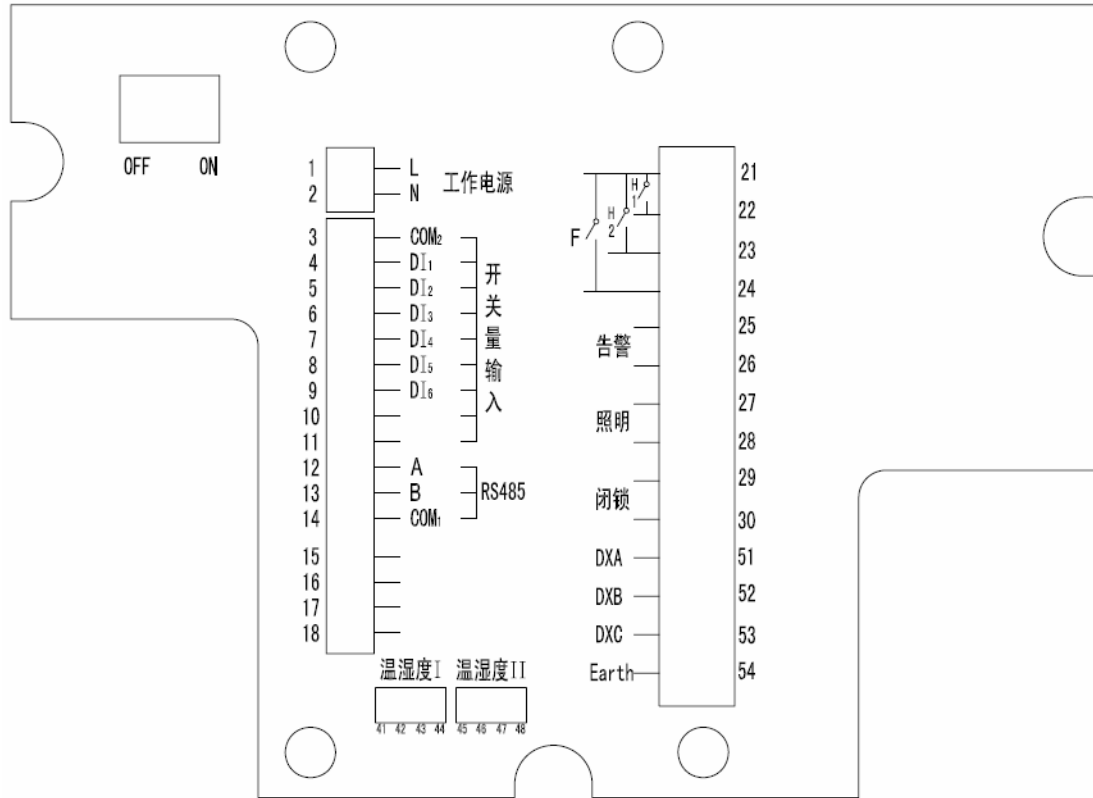 OFF ON
1 L
2 N
工作电源
3 COM₂
4 DI₁
5 DI₂
6 DI₃
7 DI₄
8 DI₅
9 DI₆
10
11
开关量输入
12 A
13 B
14 COM₁
RS485
15
16
17
18
温湿度I 温湿度II
41 42 43 44 45 46 47 48
21
H1
22
H2
F
23
24
25
告警
26
27
照明
28
29
闭锁
30
DXA 51
DXB 52
DXC 53
Earth 54